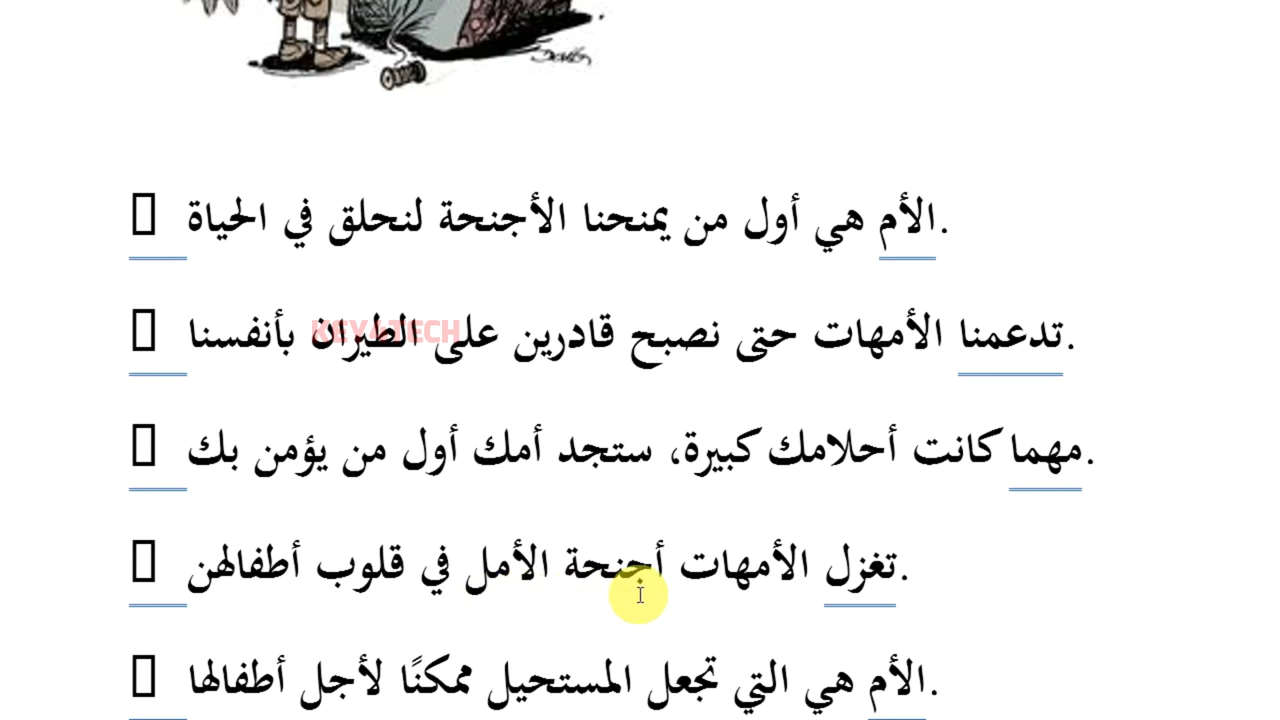 الأم هي أول من يمنحنا الأجنحة لنحلق في الحياة.
تدعمنا الأمهات حتى نصبح قادرين على الطيران بأنفسنا.
KEY4TECH
مهما كانت أحلامك كبيرة، ستجد أمك أول من يؤمن بك.
تغزل الأمهات أجنحة الأمل في قلوب أطفالهن.
الأم هي التي تجعل المستحيل ممكنًا لأجل أطفالها.